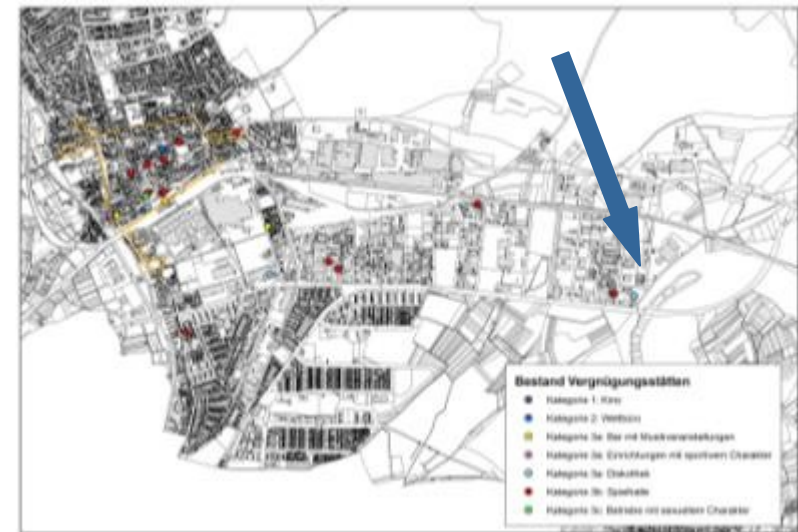 Bestand Vergnügungsstätten
Kategorie 1: Kino
Kategorie 2: Wettbüro
Kategorie 3a: Bar mit Musikveranstaltungen
Kategorie 3a: Einrichtungen mit sportivem Charakter
Kategorie 3a: Diskothek
Kategorie 3b: Spielhalle
Kategorie 3c: Betriebe mit sexuellem Charakter